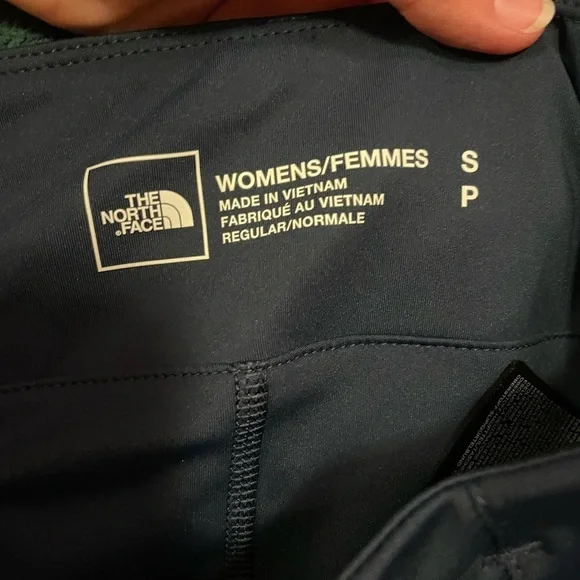 THE
NORTH
FACE
WOMENS/FEMMES S
MADE IN VIETNAM P
FABRIQUÉ AU VIETNAM
REGULAR/NORMALE